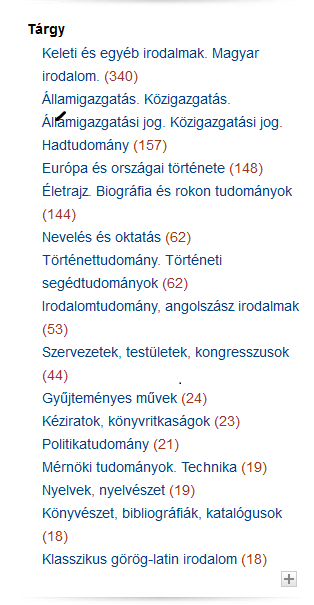 Tárgy
Keleti és egyéb irodalmak. Magyar
irodalom. (340)
Államigazgatás. Közigazgatás.
Államigazgatási jog. Közigazgatási jog.
Hadtudomány (157)
Európa és országai története (148)
Életrajz. Biográfia és rokon tudományok
(144)
Nevelés és oktatás (62)
Történettudomány. Történeti
segédtudományok (62)
Irodalomtudomány, angolszász irodalmak
(53)
Szervezetek, testületek, kongresszusok
(44)
Gyűjteményes művek (24)
Kéziratok, könyvritkaságok (23)
Politikatudomány (21)
Mérnöki tudományok. Technika (19)
Nyelvek, nyelvészet (19)
Könyvészet, bibliográfiák, katalógusok
(18)
Klasszikus görög-latin irodalom (18)